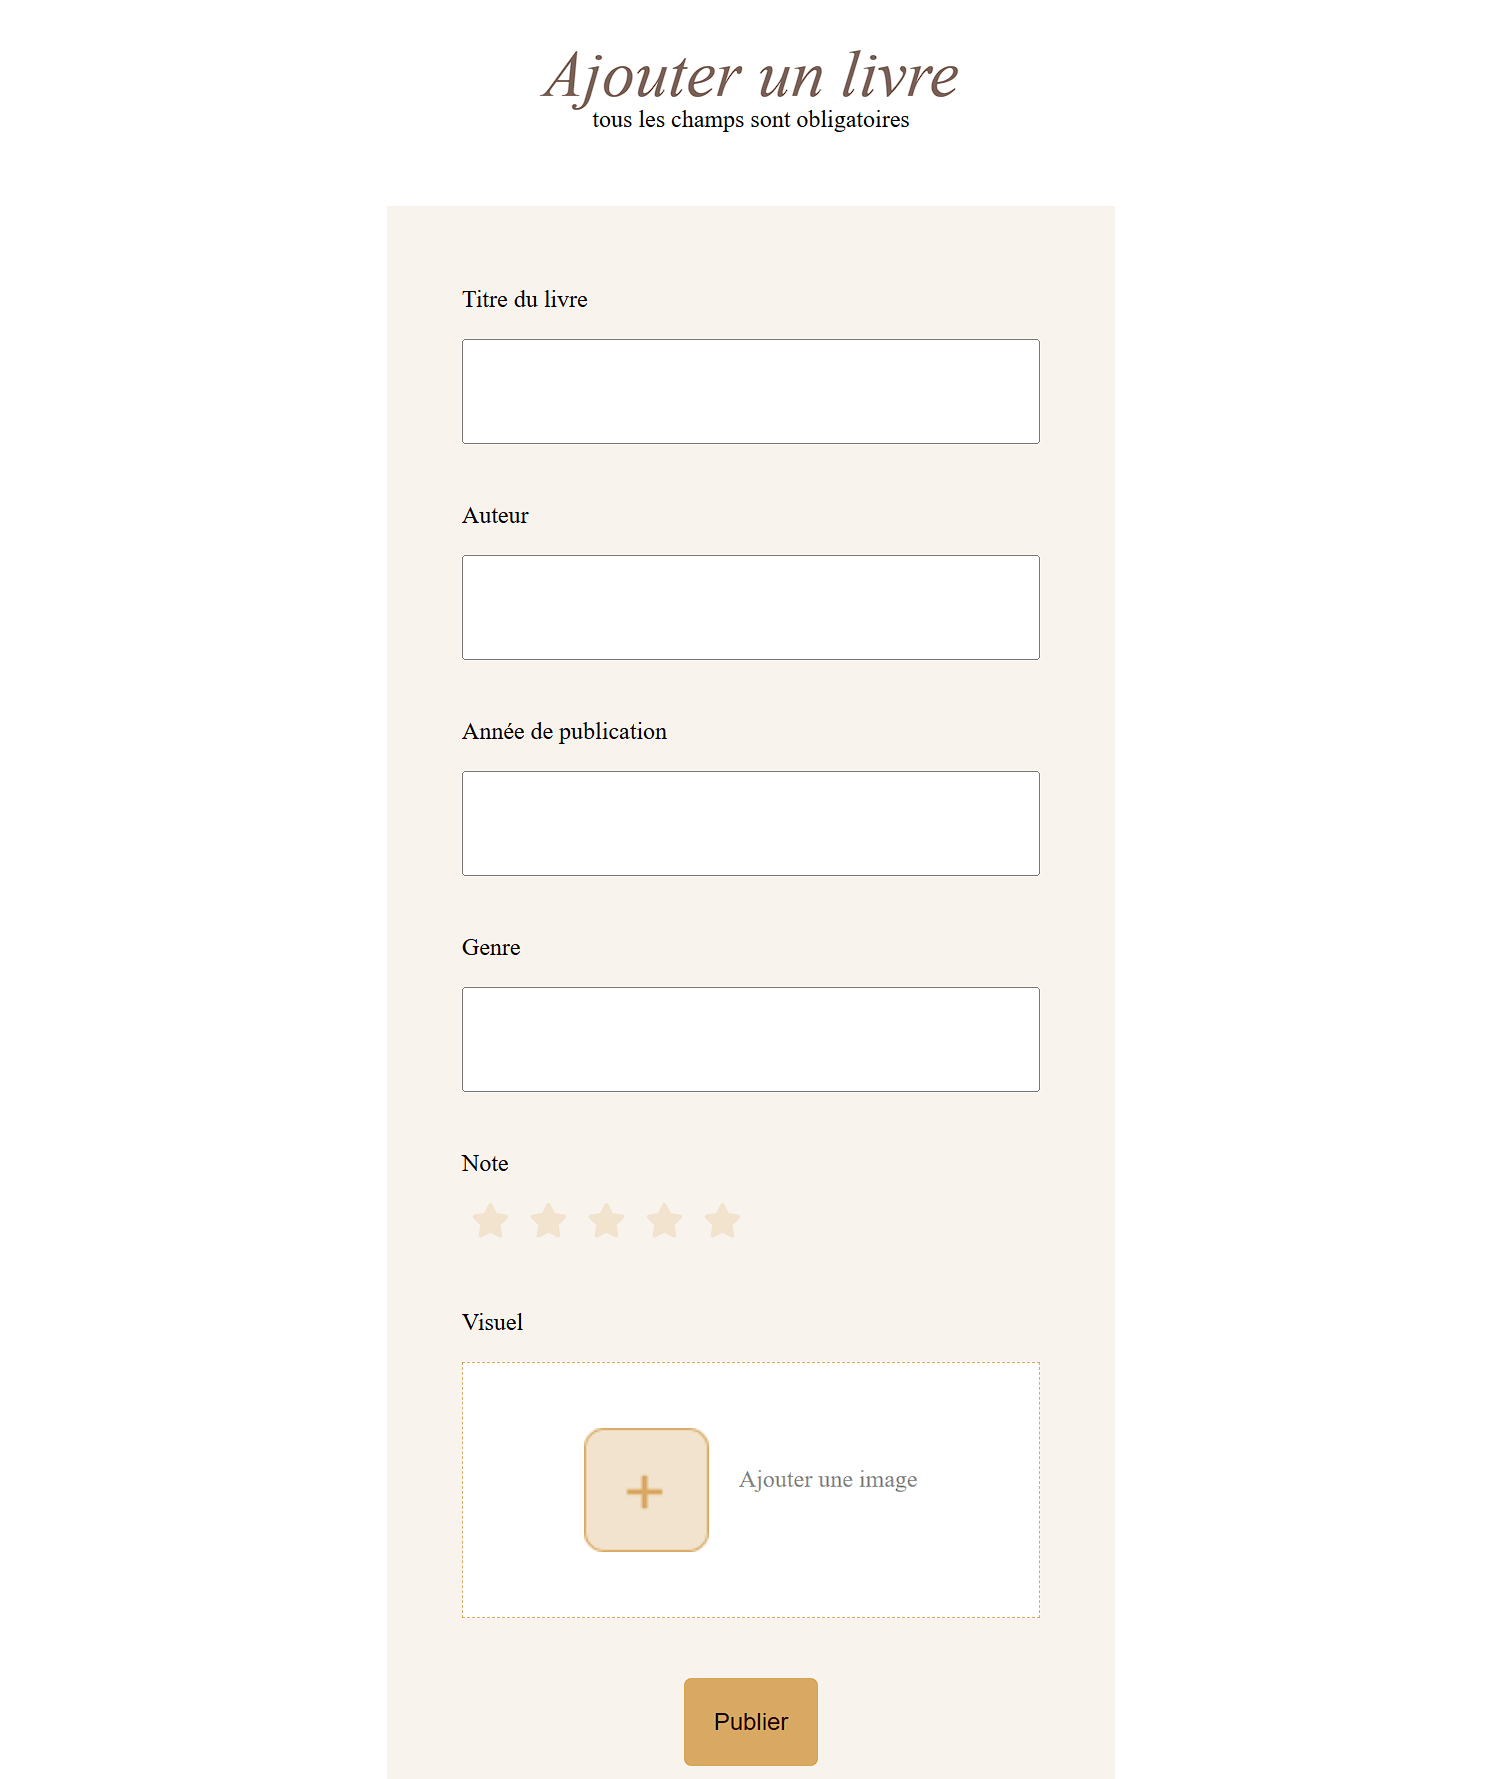 Ajouter un livre
tous les champs sont obligatoires
Titre du livre
Auteur
Année de publication
Genre
Note
Visuel
Ajouter une image
Publier